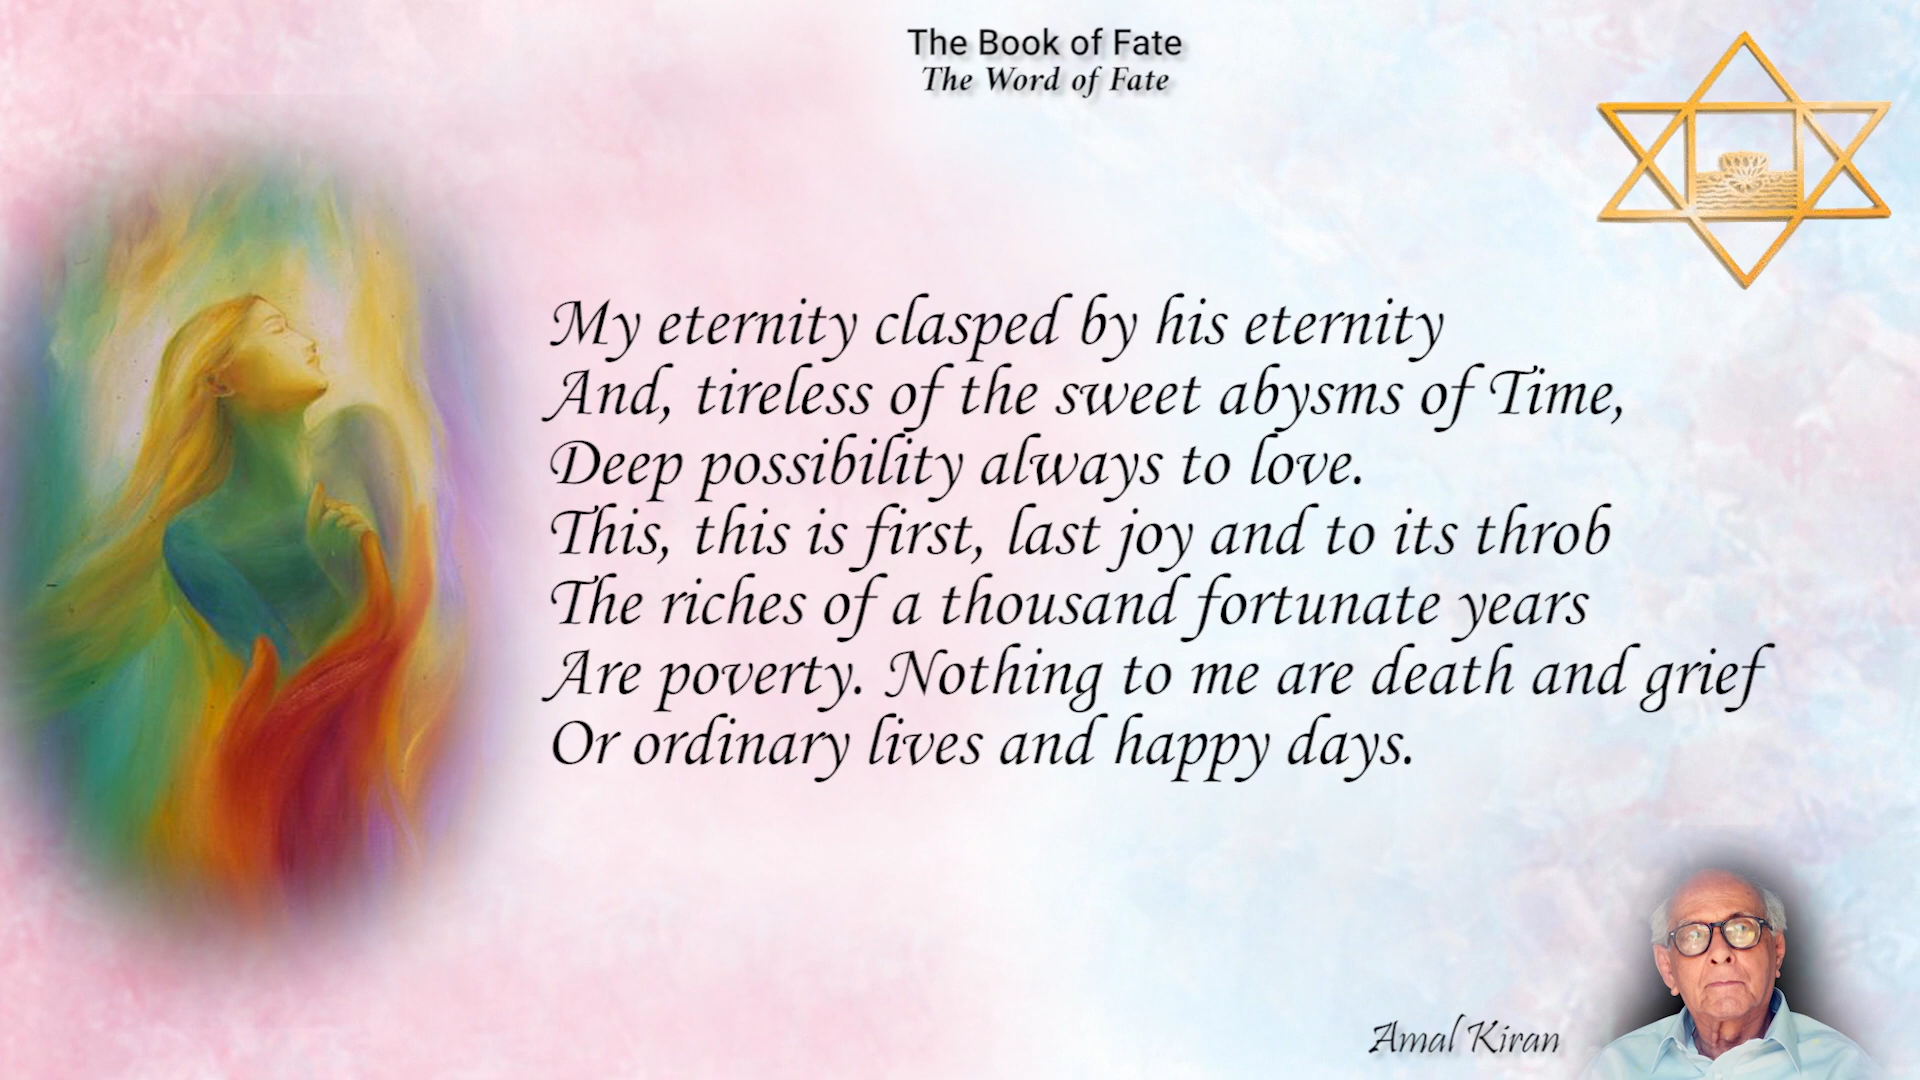 The Book of Fate
The Word of Fate
My eternity clasped by his eternity
And, tireless of the sweet abysms of Time,
Deep possibility always to love.
This, this is first, last joy and to its throb
The riches of a thousand fortunate years
Are poverty. Nothing to me are death and grief
Or ordinary lives and happy days.
Amal Kiran